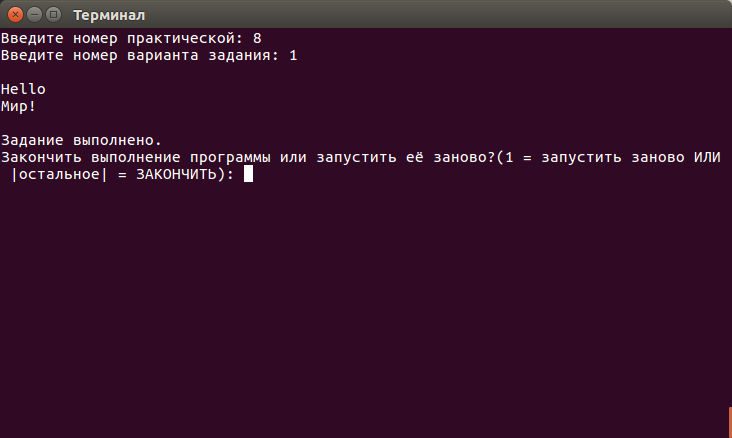 Терминал
Введите номер практической: 8
Введите номер варианта задания: 1
Hello
Мир!
Задание выполнено.
Закончить выполнение программы или запустить её заново?(1 = запустить заново ИЛИ
|остальное| = ЗАКОНЧИТЬ):